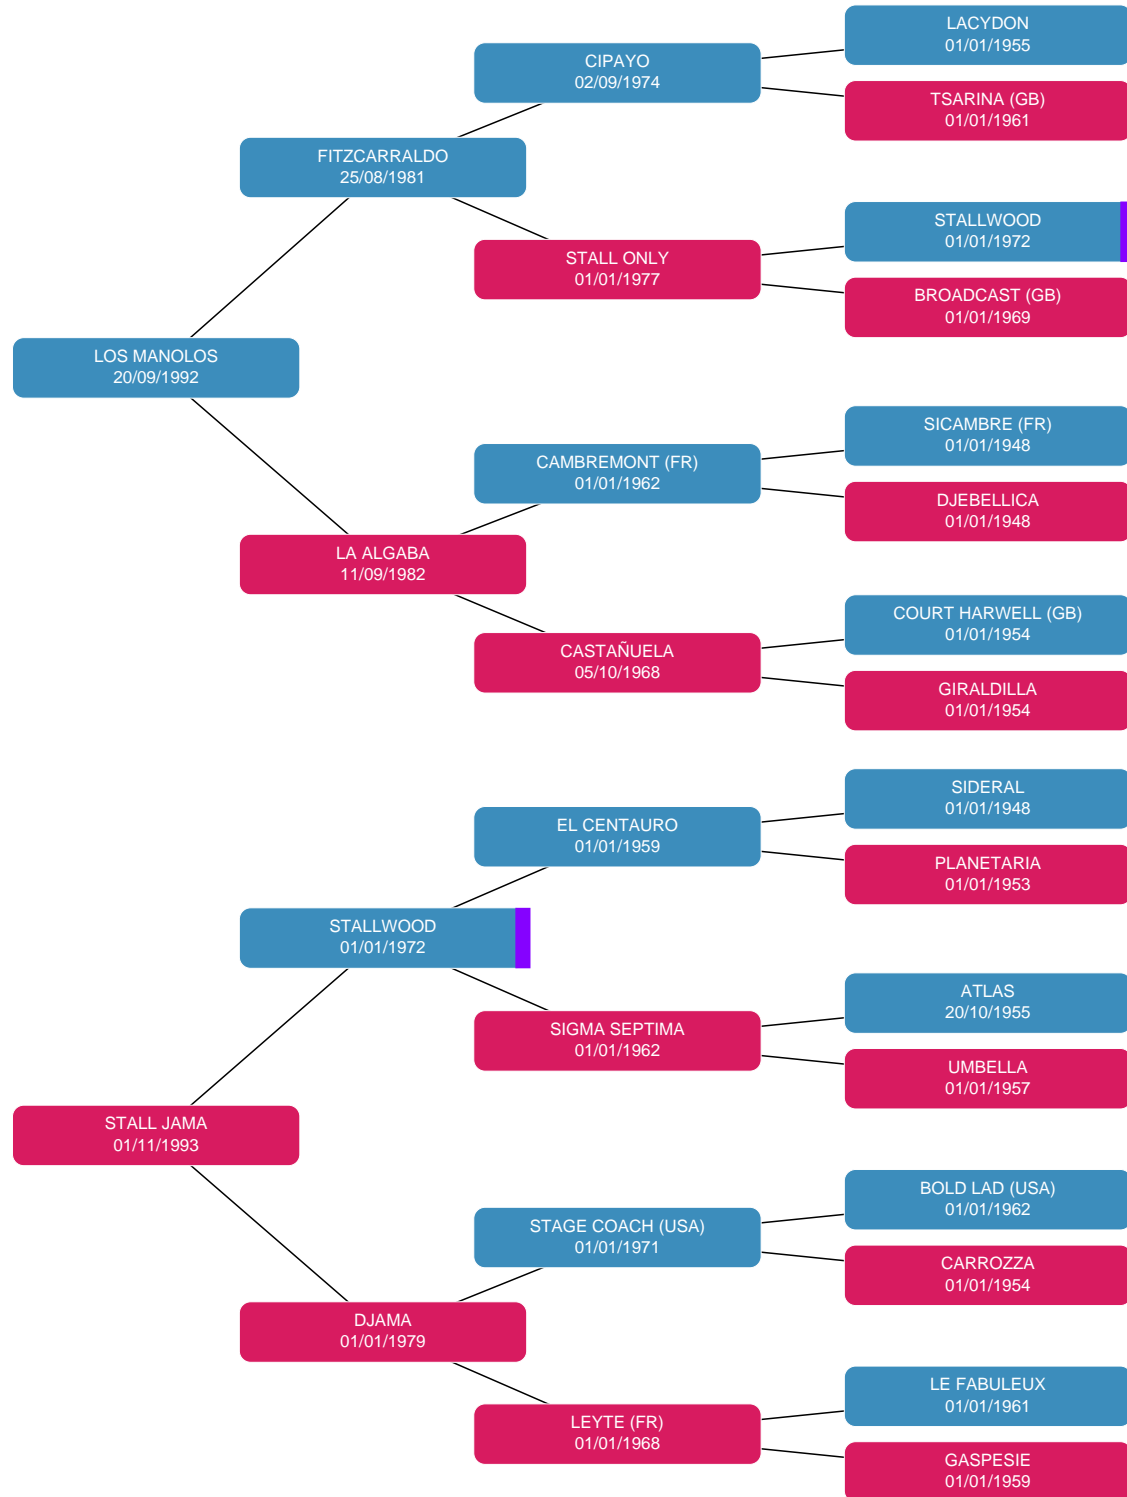 LACYDON
01/01/1955
CIPAYO
02/09/1974
TSARINA (GB)
01/01/1961
FITZCARRALDO
25/08/1981
STALLWOOD
01/01/1972
STALL ONLY
01/01/1977
BROADCAST (GB)
01/01/1969
LOS MANOLOS
20/09/1992
SICAMBRE (FR)
01/01/1948
CAMBREMONT (FR)
01/01/1962
DJEBELLICA
01/01/1948
LA ALGABA
11/09/1982
COURT HARWELL (GB)
01/01/1954
CASTAÑUELA
05/10/1968
GIRALDILLA
01/01/1954
SIDERAL
01/01/1948
EL CENTAURO
01/01/1959
PLANETARIA
01/01/1953
STALLWOOD
01/01/1972
ATLAS
20/10/1955
SIGMA SEPTIMA
01/01/1962
UMBELLA
01/01/1957
STALL JAMA
01/11/1993
BOLD LAD (USA)
01/01/1962
STAGE COACH (USA)
01/01/1971
CARROZZA
01/01/1954
DJAMA
01/01/1979
LE FABULEUX
01/01/1961
LEYTE (FR)
01/01/1968
GASPESIE
01/01/1959